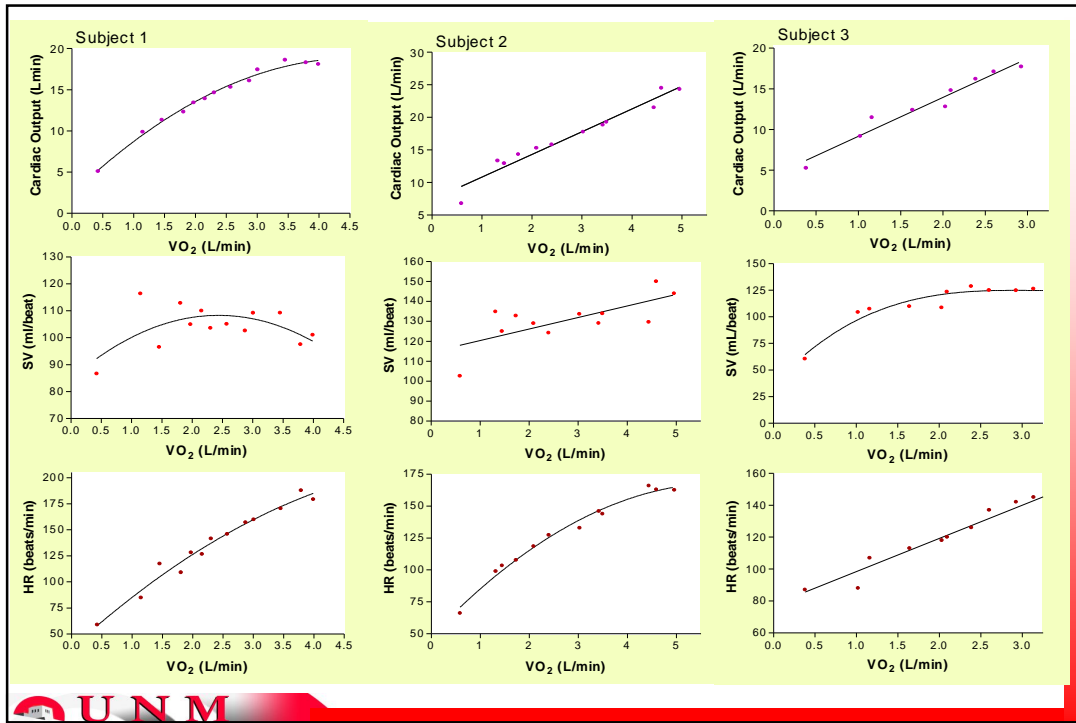 Subject 1
Cardiac Output (L/min)
20
15
10
5
0
0.0 0.5 1.0 1.5 2.0 2.5 3.0 3.5 4.0 4.5
VO2 (L/min)
Subject 2
Cardiac Output (L/min)
30
25
20
15
10
5
0 1 2 3 4 5
VO2 (L/min)
Subject 3
Cardiac Output (L/min)
20
15
10
5
0
0.0 0.5 1.0 1.5 2.0 2.5 3.0
VO2 (L/min)
SV (ml/beat)
130
120
110
100
90
80
70
0.0 0.5 1.0 1.5 2.0 2.5 3.0 3.5 4.0 4.5
VO2 (L/min)
SV (ml/beat)
160
150
140
130
120
110
100
90
80
0 1 2 3 4 5
VO2 (L/min)
SV (mL/beat)
150
125
100
75
50
25
0
0.0 0.5 1.0 1.5 2.0 2.5 3.0
VO2 (L/min)
HR (beats/min)
200
175
150
125
100
75
50
0.0 0.5 1.0 1.5 2.0 2.5 3.0 3.5 4.0 4.5
VO2 (L/min)
HR (beats/min)
175
150
125
100
75
50
0 1 2 3 4 5
VO2 (L/min)
HR (beats/min)
160
140
120
100
80
60
0.0 0.5 1.0 1.5 2.0 2.5 3.0
VO2 (L/min)
UNM